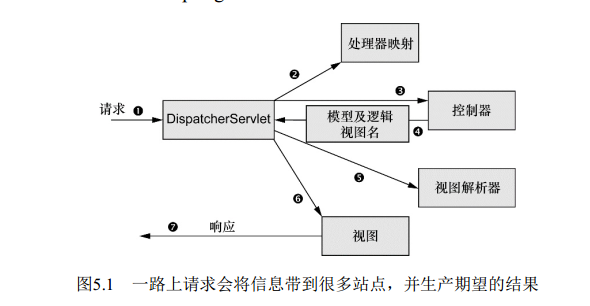 处理器映射
❷
❸
请求 ❶
DispatcherServlet
模型及逻辑
视图名
❹
控制器
❺
视图解析器
❻
❼ 响应
视图
图5.1 一路上请求会将信息带到很多站点，并生产期望的结果